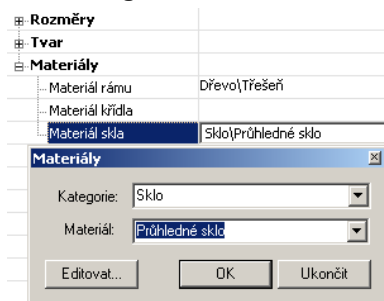 Rozměry
Tvar
Materiály
Materiál rámu Dřevo\Třešeň
Materiál křídla
Materiál skla Sklo\Průhledné sklo
Materiály
Kategorie: Sklo
Materiál: Průhledné sklo
Editovat... OK Ukončit